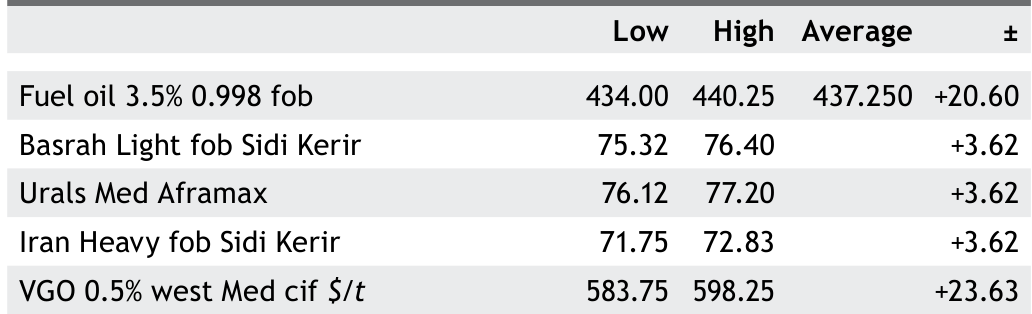 Low High Average ±
Fuel oil 3.5% 0.998 fob 434.00 440.25 437.250 +20.60
Basrah Light fob Sidi Kerir 75.32 76.40 +3.62
Urals Med Aframax 76.12 77.20 +3.62
Iran Heavy fob Sidi Kerir 71.75 72.83 +3.62
VGO 0.5% west Med cif $/t 583.75 598.25 +23.63